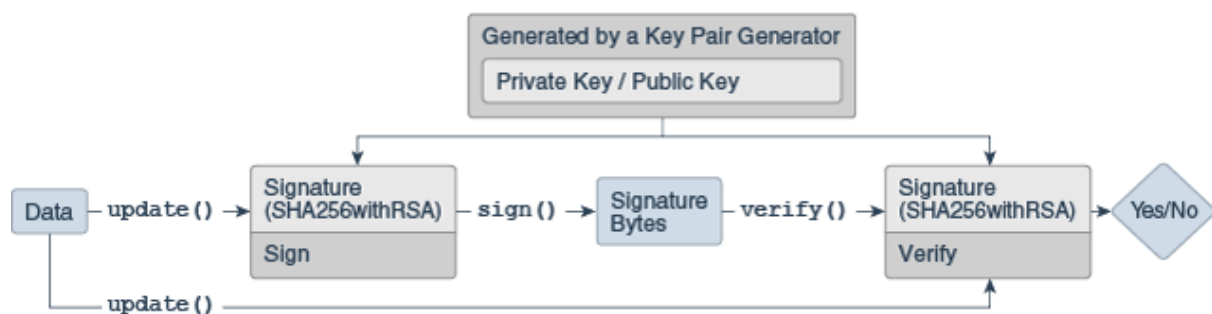 Generated by a Key Pair Generator
Private Key / Public Key
Data
update()
Signature
(SHA256withRSA)
Sign
sign()
Signature
Bytes
verify()
Signature
(SHA256withRSA)
Verify
Yes/No
update()